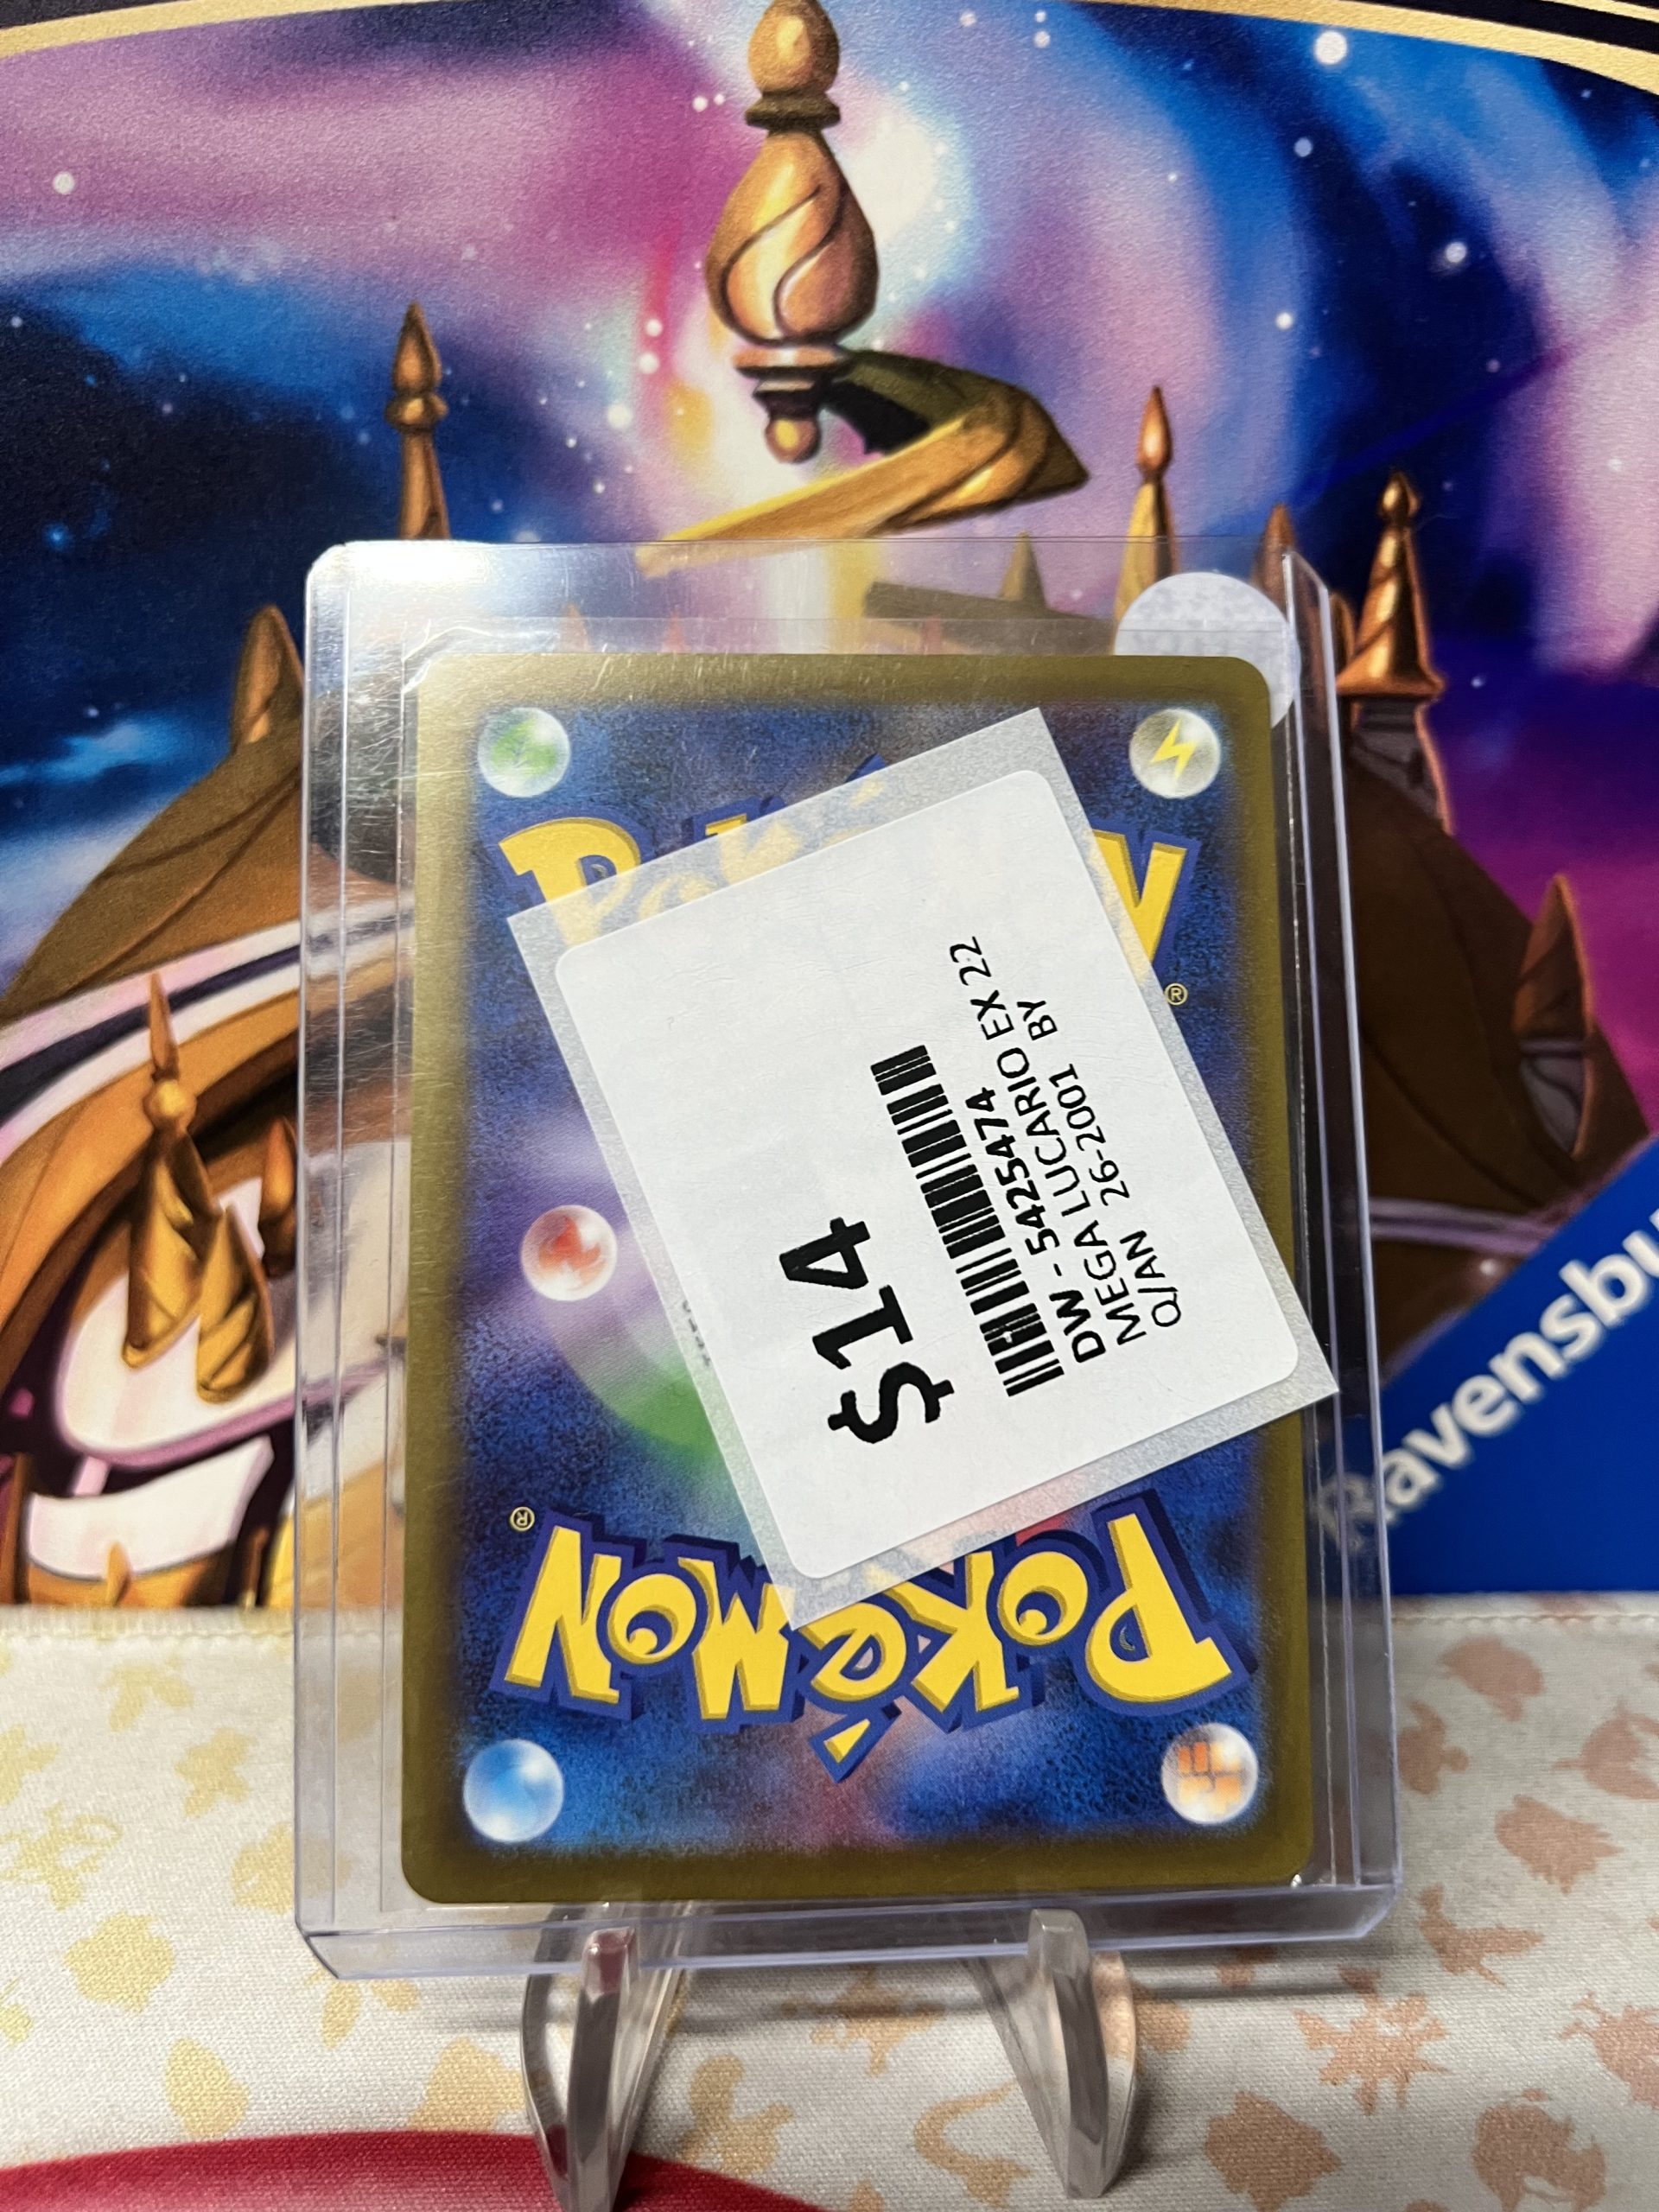 POKéMON
®
$14
DW - 5425474
MEGA LUCARIO EX 22
26-2001 BY
Q/AN
POKéMON
®
Ravensbu